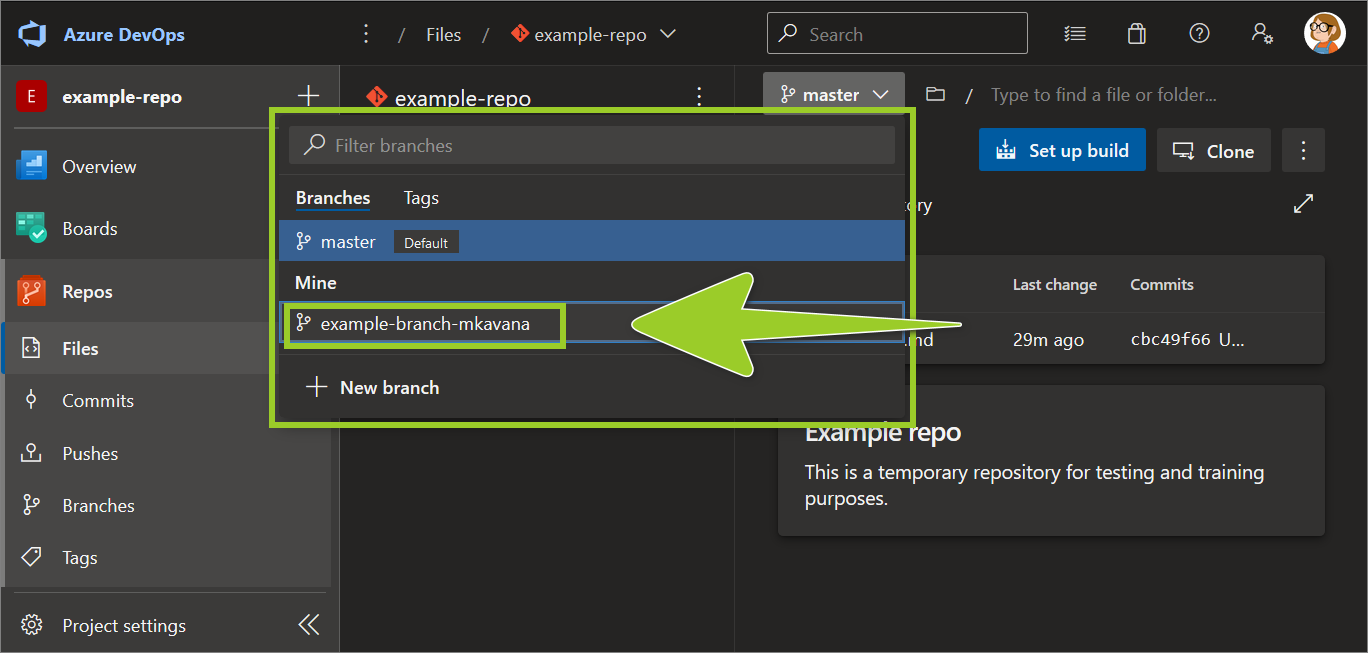 Azure DevOps
/ Files / example-repo
Search
E example-repo
example-repo
master
/ Type to find a file or folder...
Filter branches
Set up build
Clone
Overview
Branches Tags
ory
Boards
master Default
Mine
Last change Commits
Repos
example-branch-mkavana
.md 29m ago cbc49f66 U...
Files
New branch
Commits
Example repo
Pushes
This is a temporary repository for testing and training
purposes.
Branches
Tags
Project settings